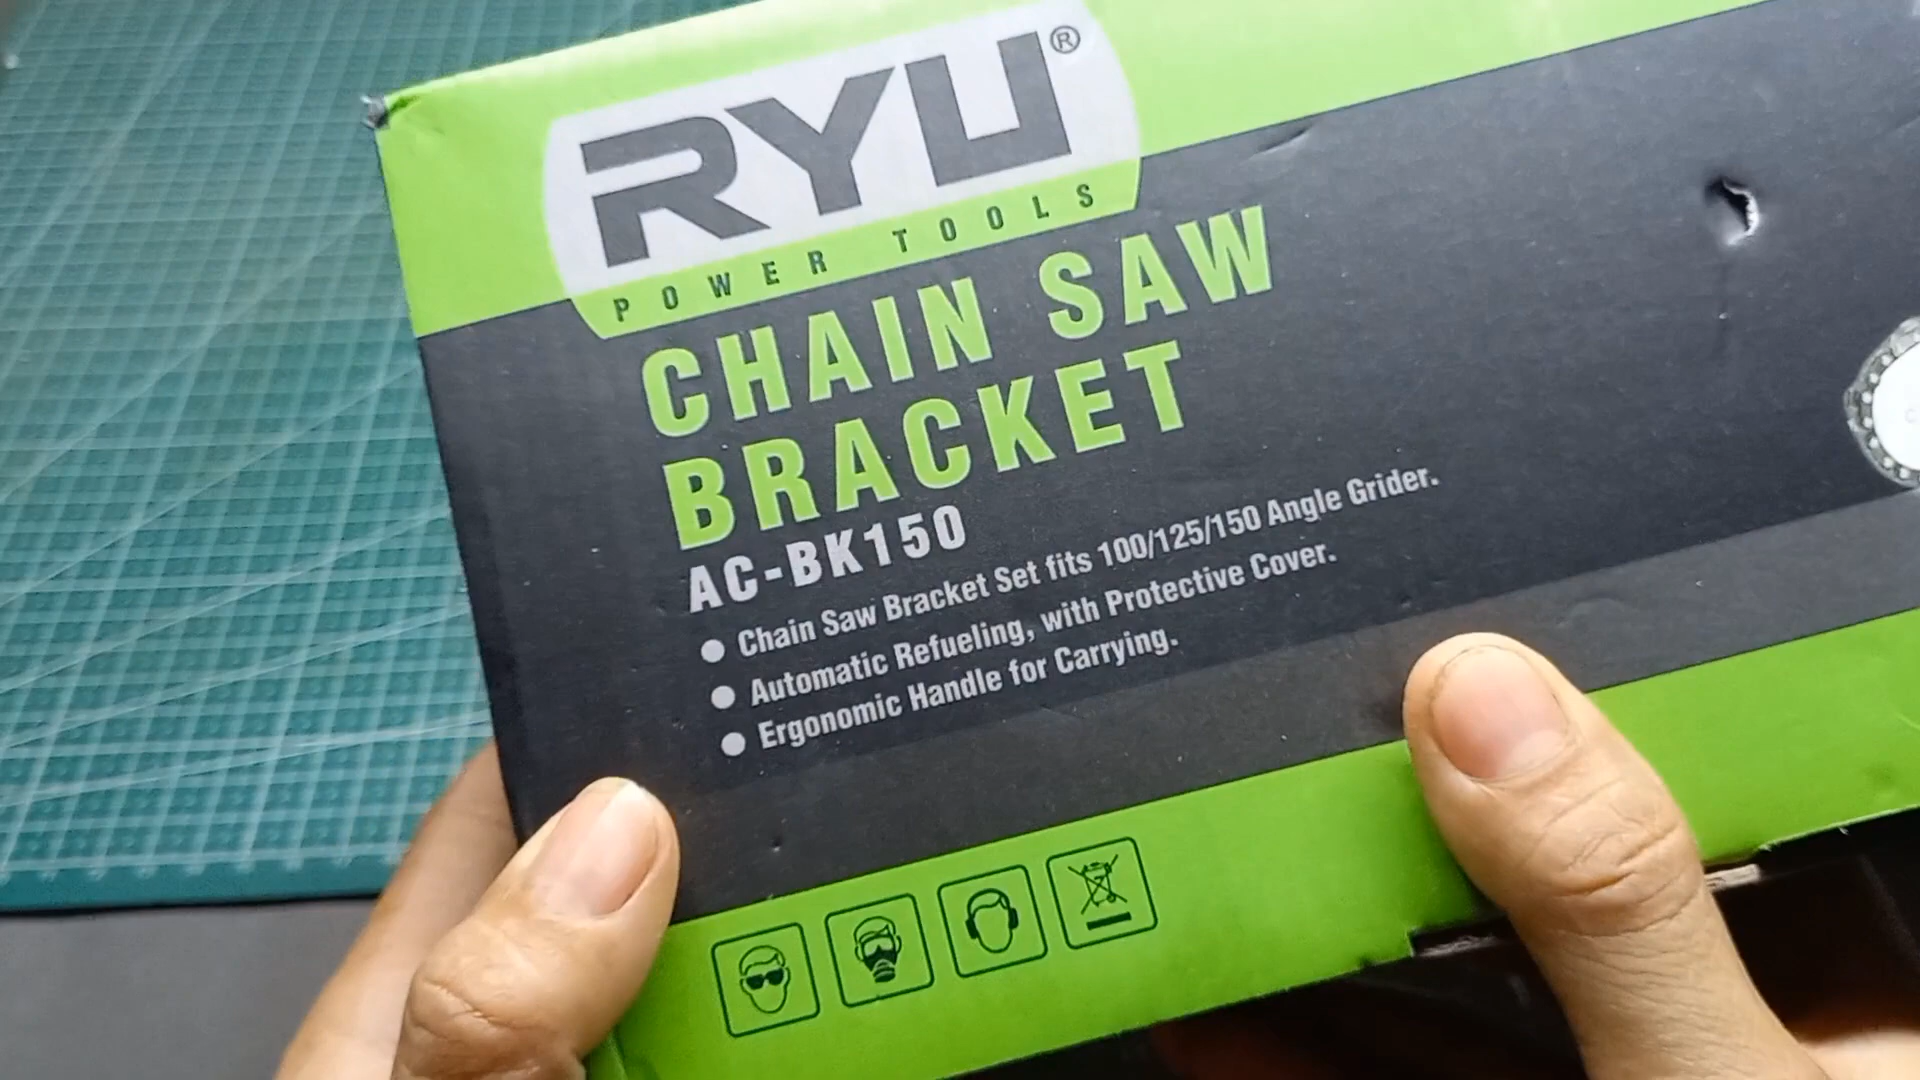 RYU®
POWER TOOLS
CHAIN SAW
BRACKET
AC-BK150
● Chain Saw Bracket Set fits 100/125/150 Angle Grider.
● Automatic Refueling, with Protective Cover.
● Ergonomic Handle for Carrying.